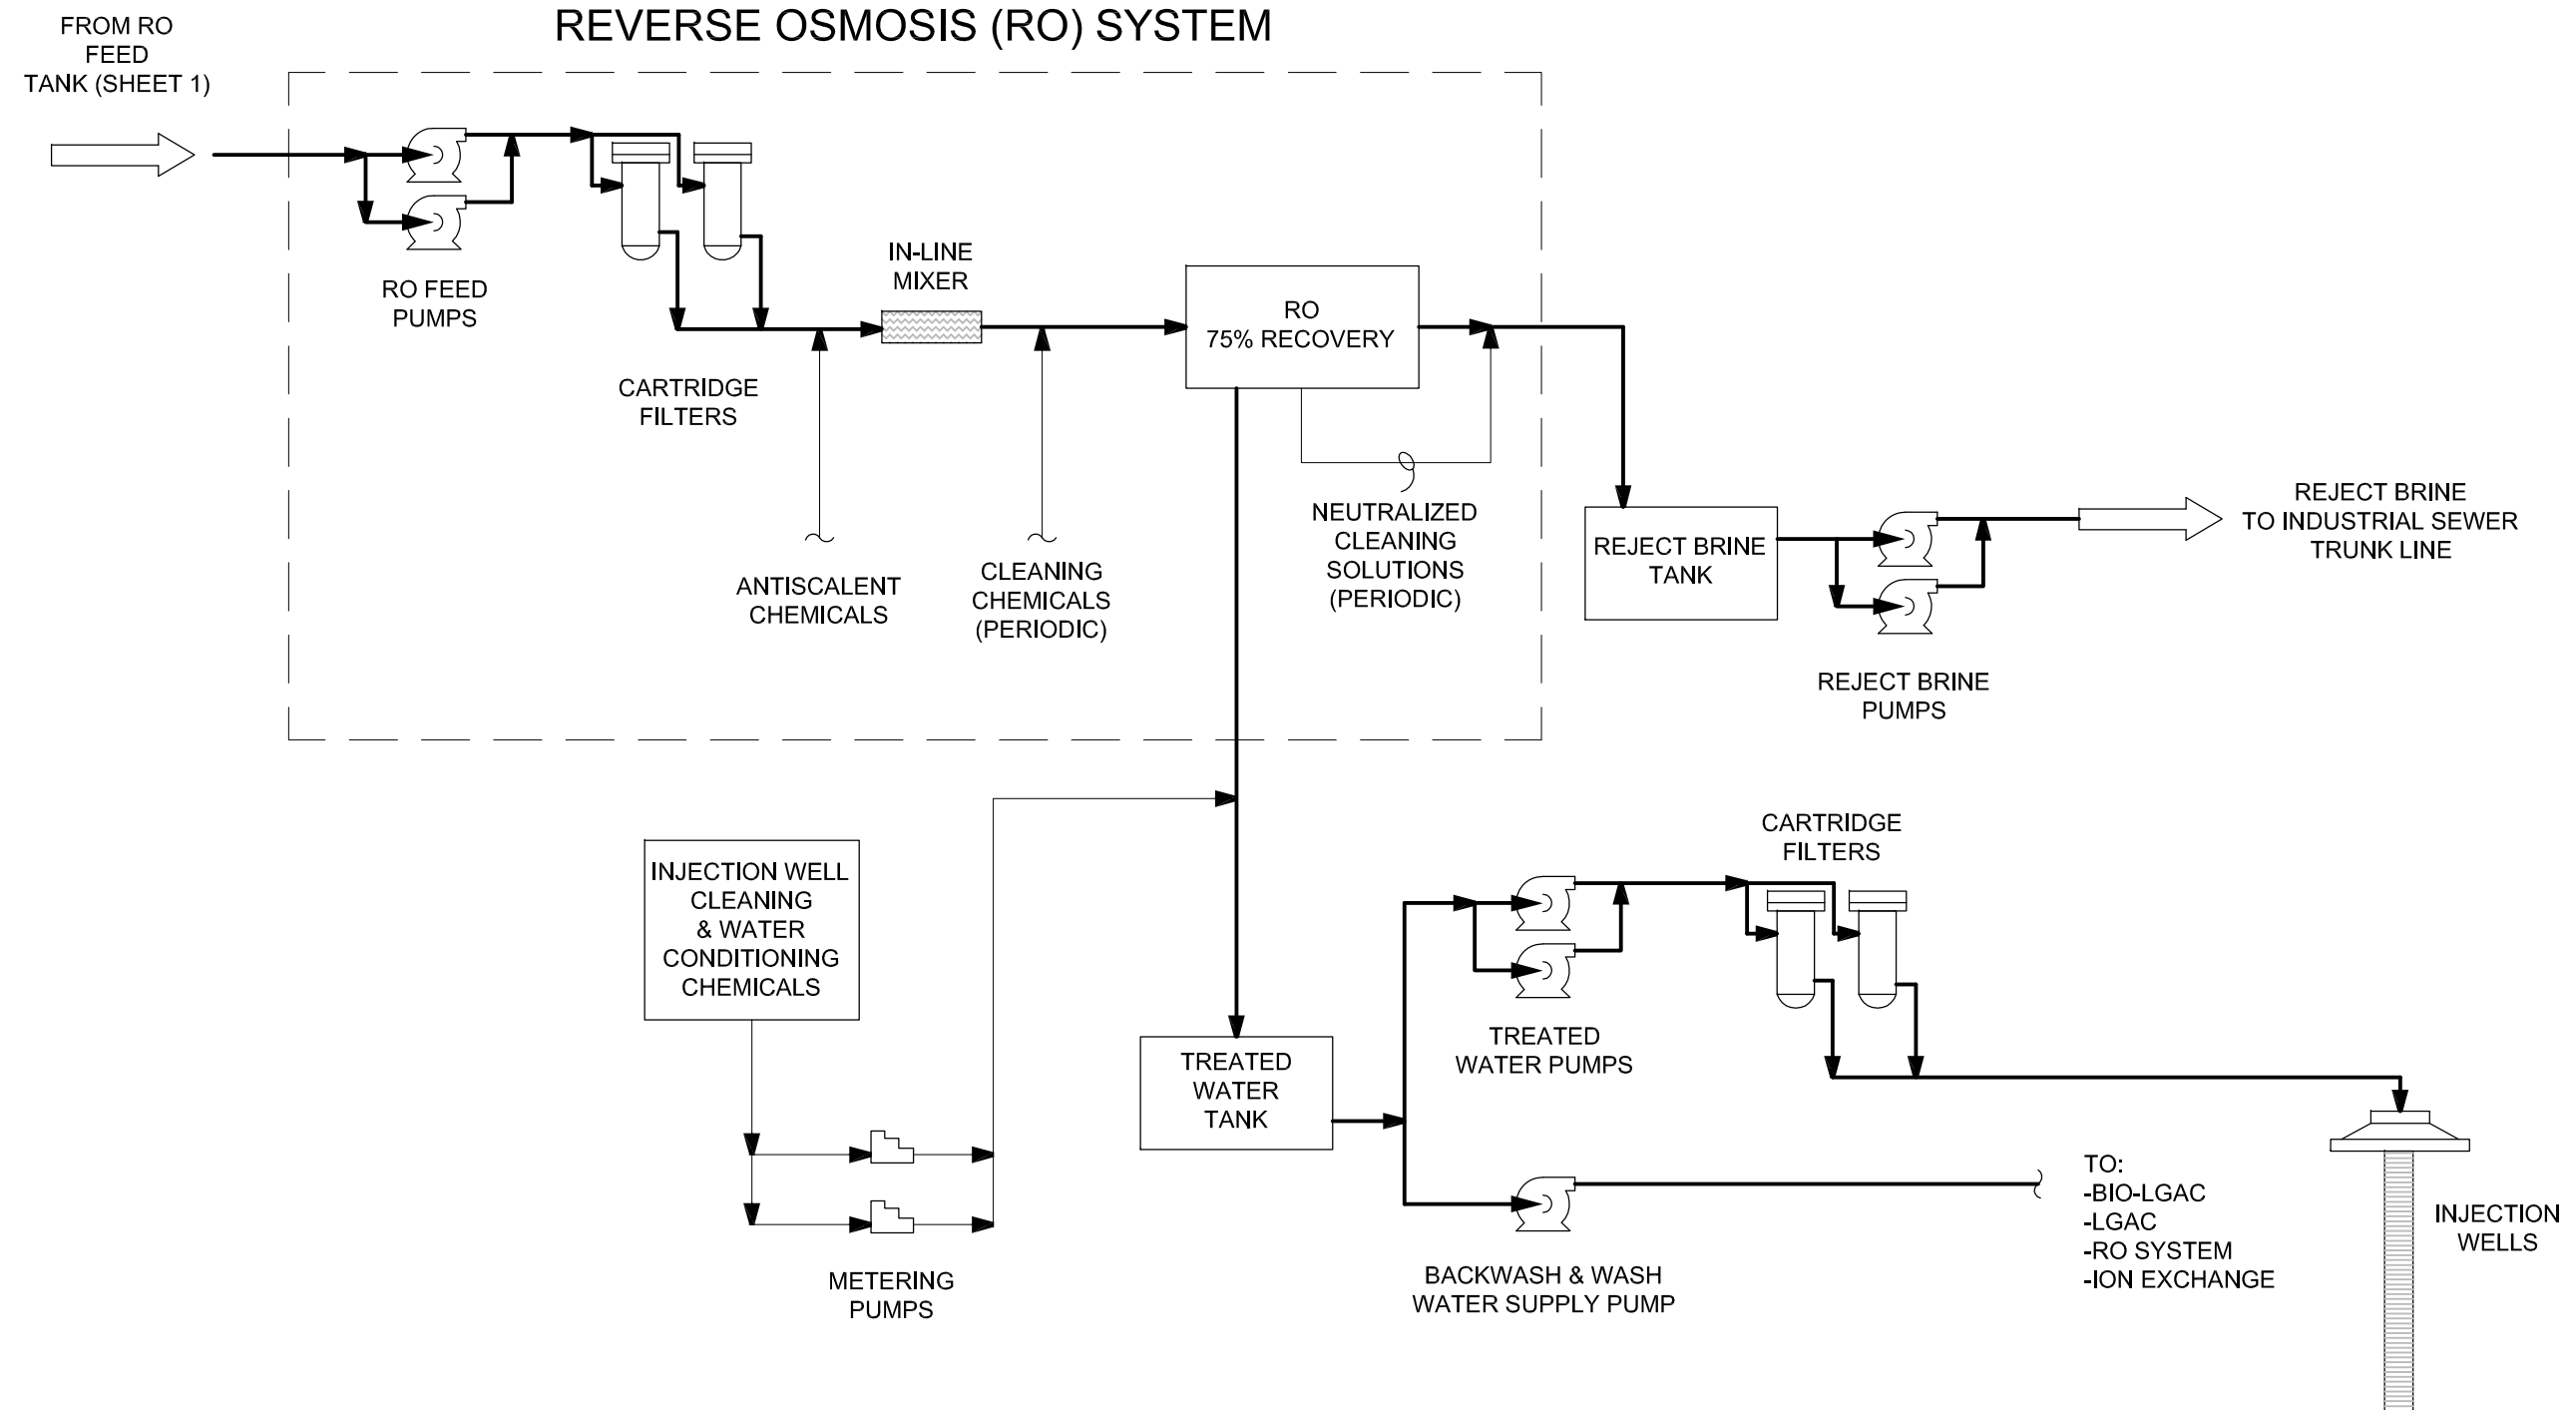 REVERSE OSMOSIS (RO) SYSTEM
FROM RO
FEED
TANK (SHEET 1)
RO FEED
PUMPS
CARTRIDGE
FILTERS
IN-LINE
MIXER
ANTISCALENT
CHEMICALS
CLEANING
CHEMICALS
(PERIODIC)
RO
75% RECOVERY
NEUTRALIZED
CLEANING
SOLUTIONS
(PERIODIC)
REJECT BRINE
TANK
REJECT BRINE
PUMPS
REJECT BRINE
TO INDUSTRIAL SEWER
TRUNK LINE
INJECTION WELL
CLEANING
& WATER
CONDITIONING
CHEMICALS
METERING
PUMPS
TREATED
WATER
TANK
TREATED
WATER PUMPS
CARTRIDGE
FILTERS
BACKWASH & WASH
WATER SUPPLY PUMP
TO:
-BIO-LGAC
-LGAC
-RO SYSTEM
-ION EXCHANGE
INJECTION
WELLS